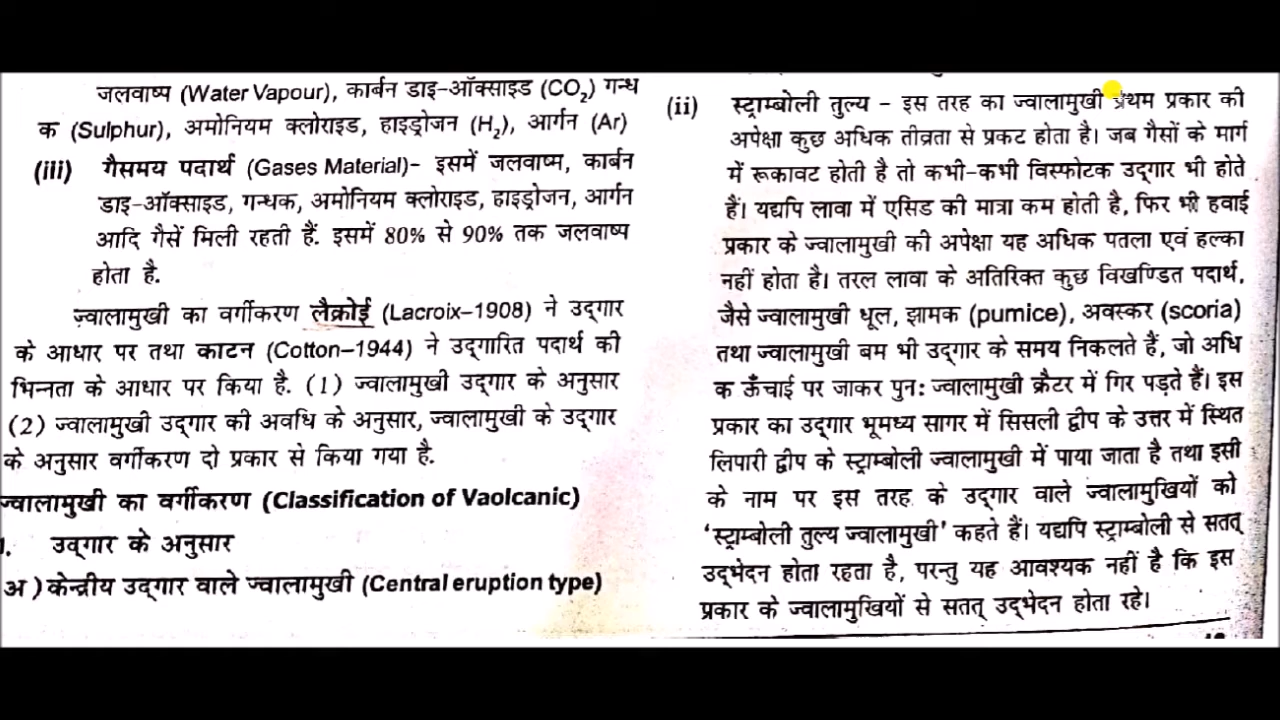 जलवाष्प (Water Vapour), कार्बन डाइ-ऑक्साइड (CO₂) गन्ध
क (Sulphur), अमोनियम क्लोराइड, हाइड्रोजन (H₂), आर्गन (Ar)
(iii) गैसमय पदार्थ (Gases Material)- इसमें जलवाष्म, कार्बन
डाइ-ऑक्साइड, गन्धक, अमोनियम क्लोराइड, हाइड्रोजन, आर्गन
आदि गैसें मिली रहती हैं. इसमें 80% से 90% तक जलवाष्प
होता है.
ज़्वालामुखी का वर्गीकरण लैक्रोई (Lacroix-1908) ने उद्गार
के आधार पर तथा काटन (Cotton-1944) ने उद्गारित पदार्थ की
भिन्नता के आधार पर किया है. (1) ज्वालामुखी उद्गार के अनुसार
(2) ज्वालामुखी उद्गार की अवधि के अनुसार, ज्वालामुखी के उद्गार
के अनुसार वर्गीकरण दो प्रकार से किया गया है.
ज्वालामुखी का वर्गीकरण (Classification of Vaolcanic)
उद्गार के अनुसार
अ) केन्द्रीय उद्गार वाले ज्वालामुखी (Central eruption type)
(ii) स्ट्राम्बोली तुल्य - इस तरह का ज्वालामुखी प्रथम प्रकार की
अपेक्षा कुछ अधिक तीव्रता से प्रकट होता है। जब गैसों के मार्ग
में रूकावट होती है तो कभी-कभी विस्फोटक उद्गार भी होते
हैं। यद्यपि लावा में एसिड की मात्रा कम होती है, फिर भी हवाई
प्रकार के ज्वालामुखी की अपेक्षा यह अधिक पतला एवं हल्का
नहीं होता है। तरल लावा के अतिरिक्त कुछ विखण्डित पदार्थ,
जैसे ज्वालामुखी धूल, झामक (pumice), अवस्कर (scoria)
तथा ज्वालामुखी बम भी उद्गार के समय निकलते हैं, जो अधि
क ऊँचाई पर जाकर पुन: ज्वालामुखी क्रैटर में गिर पड़ते हैं। इस
प्रकार का उद्गार भूमध्य सागर में सिसली द्वीप के उत्तर में स्थित
लिपारी द्वीप के स्ट्राम्बोली ज्वालामुखी में पाया जाता है तथा इसी
के नाम पर इस तरह के उद्गार वाले ज्वालामुखियों को
'स्ट्राम्बोली तुल्य ज्वालामुखी' कहते हैं। यद्यपि स्ट्राम्बोली से सतत्
उद्भेदन होता रहता है, परन्तु यह आवश्यक नहीं है कि इस
प्रकार के ज्वालामुखियों से सतत् उद्भेदन होता रहे।